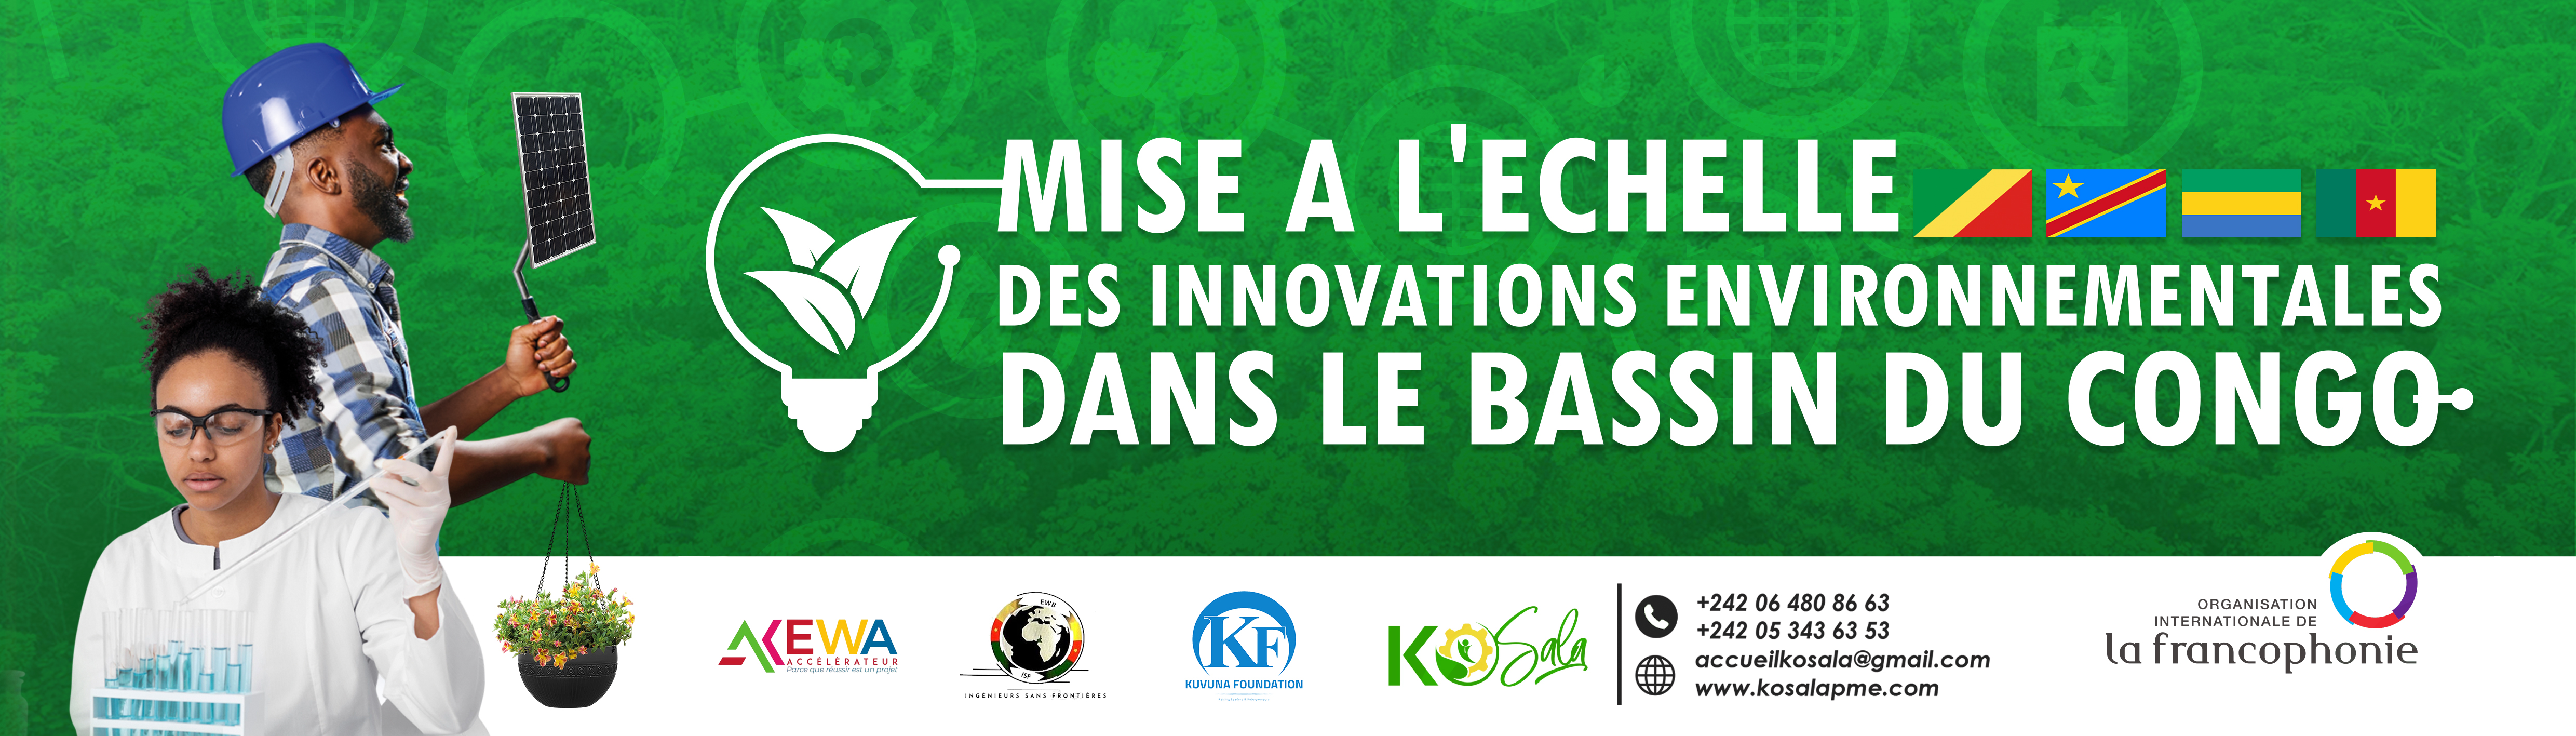 MISE A L'ECHELLE
DES INNOVATIONS ENVIRONNEMENTALES
DANS LE BASSIN DU CONGO
AKEWA
ACCÉLÉRATEUR
Parce que réussir est un projet
EWB
ISF
INGÉNIEURS SANS FRONTIÈRES
KF
KUVUNA FOUNDATION
KOSala
+242 06 480 86 63
+242 05 343 63 53
accueilkosala@gmail.com
www.kosalapme.com
ORGANISATION
INTERNATIONALE DE
la francophonie